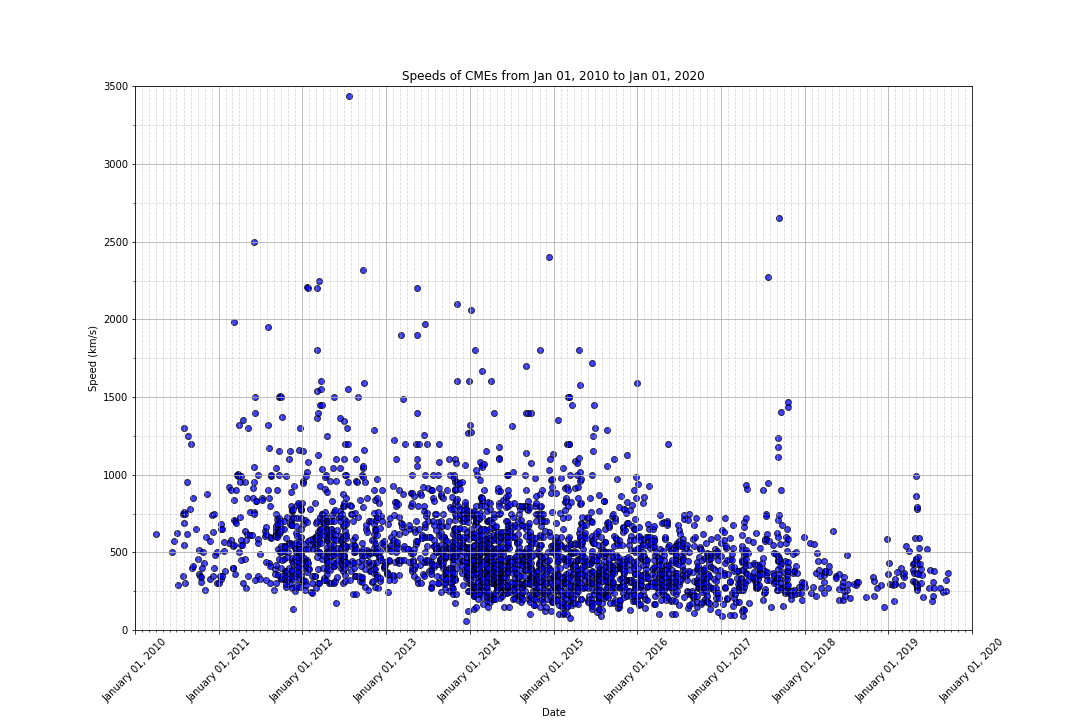 Speeds of CMEs from Jan 01, 2010 to Jan 01, 2020
3500
3000
2500
2000
1500
1000
500
0
Speed (km/s)
January 01, 2010
January 01, 2011
January 01, 2012
January 01, 2013
January 01, 2014
January 01, 2015
January 01, 2016
January 01, 2017
January 01, 2018
January 01, 2019
January 01, 2020
Date